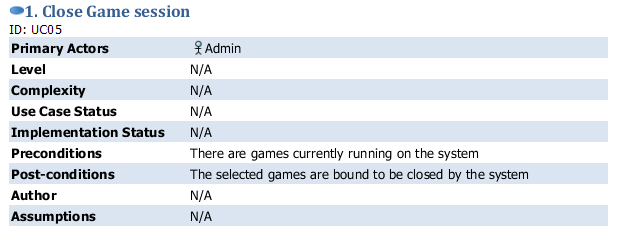 1. Close Game session
ID: UC05
Primary Actors Admin
Level N/A
Complexity N/A
Use Case Status N/A
Implementation Status N/A
Preconditions There are games currently running on the system
Post-conditions The selected games are bound to be closed by the system
Author N/A
Assumptions N/A